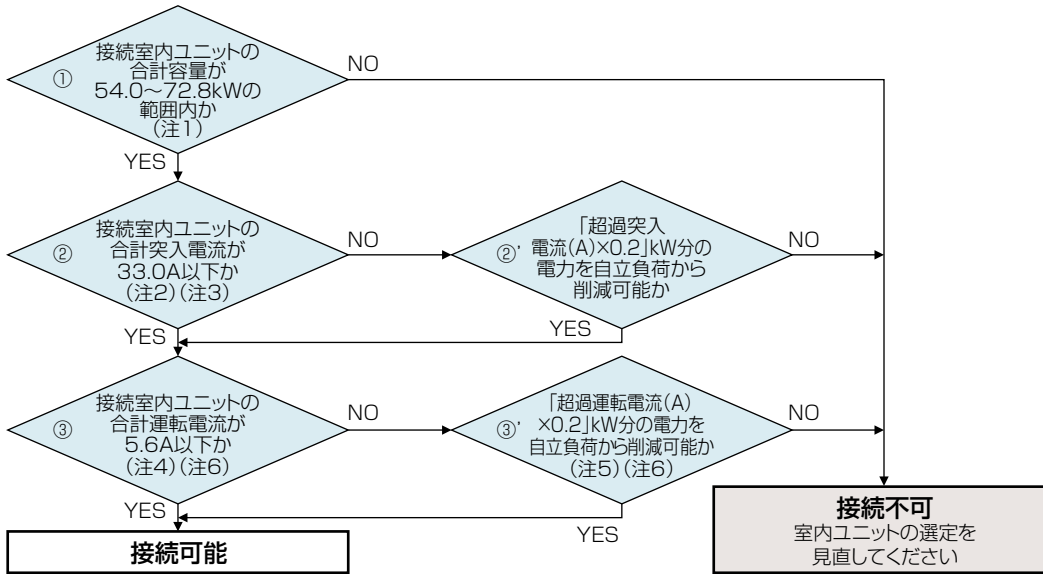 ①
接続室内ユニットの
合計容量が
54.0～72.8kWの
範囲内か
(注1)
NO
YES
②
接続室内ユニットの
合計突入電流が
33.0A以下か
(注2)(注3)
NO
②'
「超過突入
電流(A)×0.2」kW分の
電力を自立負荷から
削減可能か
NO
YES
YES
③
接続室内ユニットの
合計運転電流が
5.6A以下か
(注4)(注6)
NO
③'
「超過運転電流(A)
×0.2」kW分の電力を
自立負荷から削減可能か
(注5)(注6)
NO
YES
YES
接続可能
接続不可
室内ユニットの選定を
見直してください